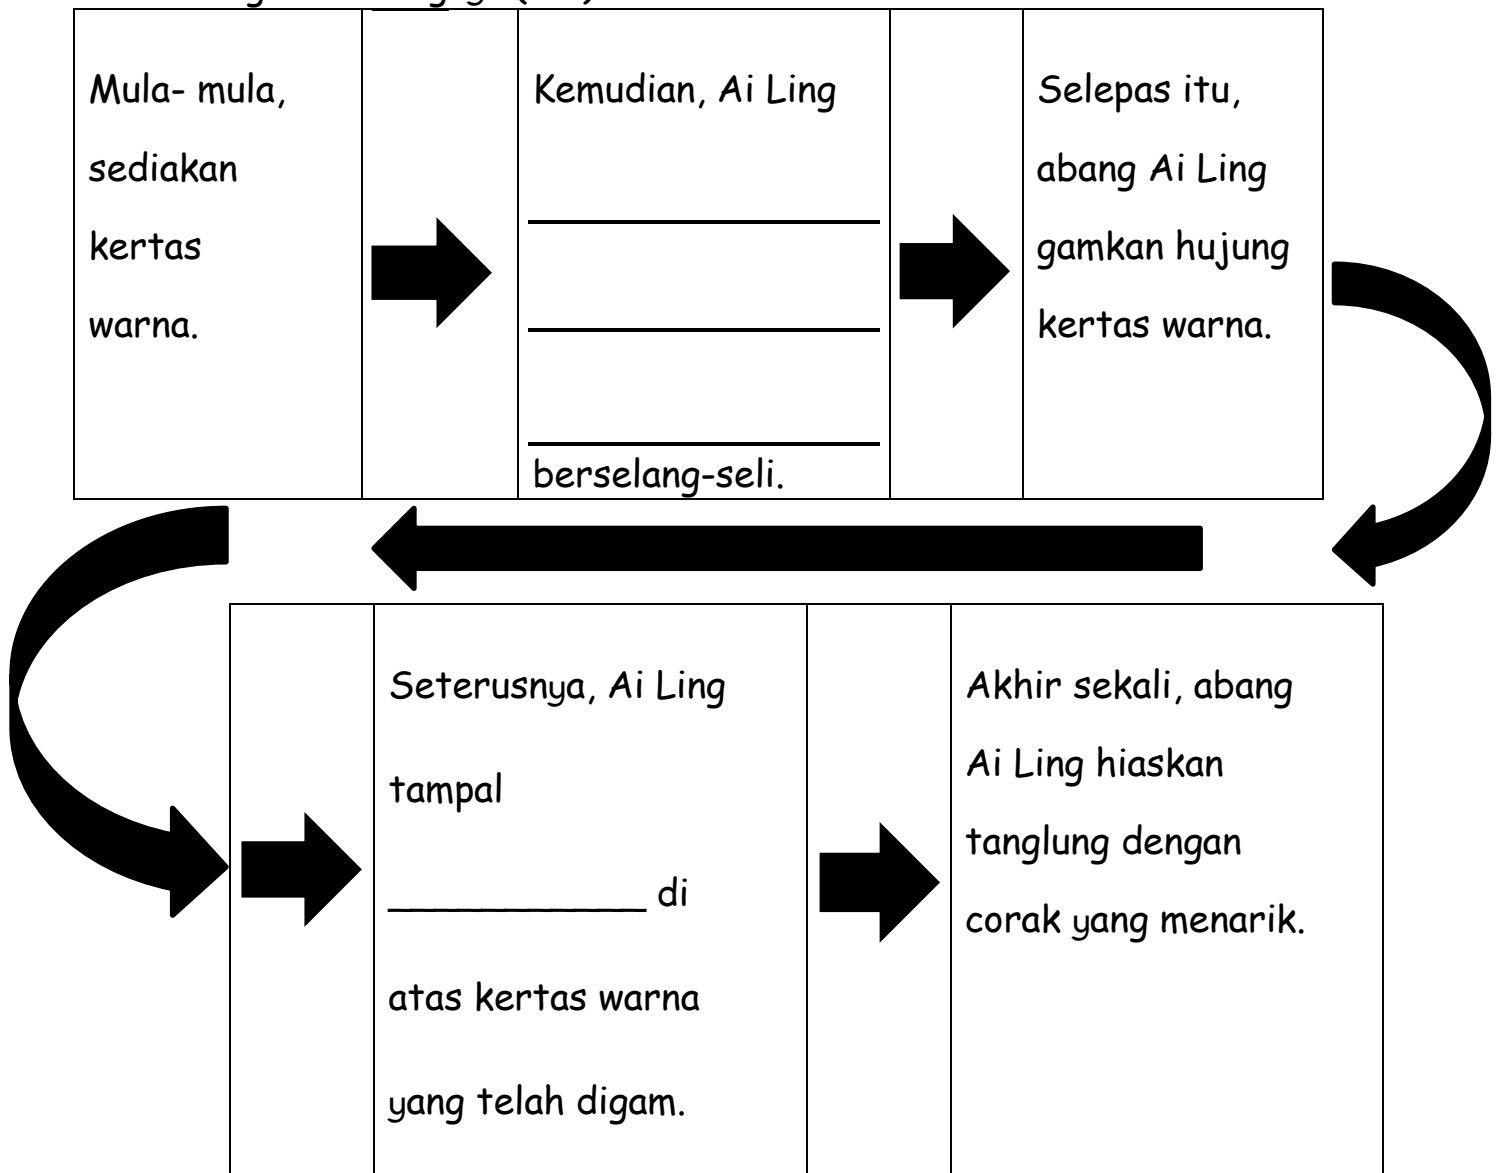 Mula- mula,
sediakan
kertas
warna.
Kemudian, Ai Ling
berselang-seli.
Selepas itu,
abang Ai Ling
gamkan hujung
kertas warna.
Seterusnya, Ai Ling
tampal
____________ di
atas kertas warna
yang telah digam.
Akhir sekali, abang
Ai Ling hiaskan
tanglung dengan
corak yang menarik.